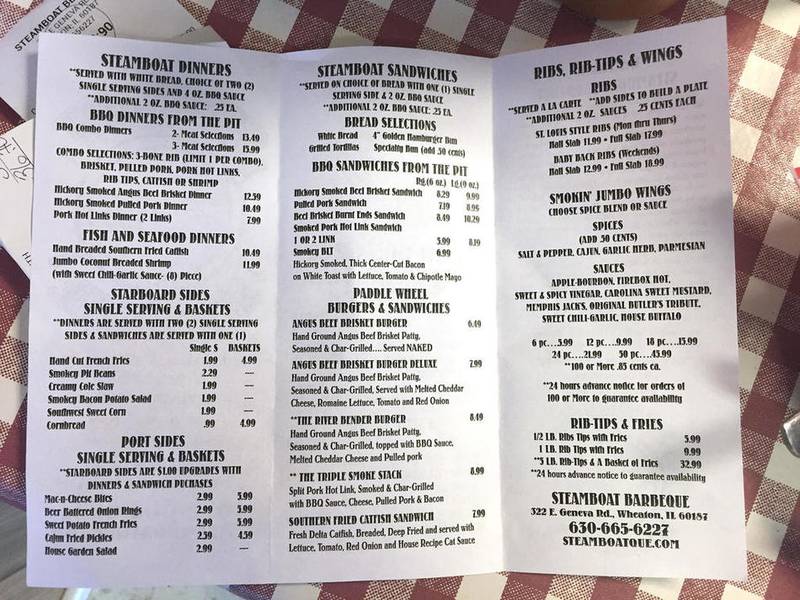 STEAMBOAT B
E GENEVA R
N, IL 60187
6227
90
STEAMBOAT DINNERS
**SERVED WITH WHITE BREAD, CHOICE OF TWO (2)
SINGLE SERVING SIDES AND 4 OZ. BBQ SAUCE
**ADDITIONAL 2 OZ. BBQ SAUCE: .25 EA.
BBQ DINNERS FROM THE PIT
BBQ Combo Dinners 2- Meat Selections 13.49
3- Meat Selections 15.99
COMBO SELECTIONS: 3-BONE RIB (LIMIT 1 PER COMBO),
BRISKET, PULLED PORK, PORK HOT LINKS,
RIB TIPS, CATFISH OR SHRIMP
Hickory Smoked Angus Beef Brisket Dinner 12.59
Hickory Smoked Pulled Pork Dinner 10.49
Pork Hot Links Dinner (2 Links) 7.99
FISH AND SEAFOOD DINNERS
Hand Breaded Southern Fried Catfish 10.49
Jumbo Coconut Breaded Shrimp 11.99
(with Sweet Chili-Garlic Sauce- (8) Piece)
STARBOARD SIDES
SINGLE SERVING & BASKETS
**DINNERS ARE SERVED WITH TWO (2) SINGLE SERVING
SIDES & SANDWICHES ARE SERVED WITH ONE (1)
Single S BASKETS
Hand Cut French Fries 1.99 4.99
Smokey Pit Beans 2.29 ---
Creamy Cole Slaw 1.99 ---
Smokey Bacon Potato Salad 1.99 ---
Southwest Sweet Corn 1.99 ---
Cornbread .99 4.99
PORT SIDES
SINGLE SERVING & BASKETS
**STARBOARD SIDES ARE $1.00 UPGRADES WITH
DINNERS & SANDWICH PUCHASES
Mac-n-Cheese Bites 2.99 5.99
Beer Battered Onion Rings 2.99 5.99
Sweet Potato French Fries 2.99 5.99
Cajun Fried Pickles 2.59 4.59
House Garden Salad 2.99 ---
STEAMBOAT SANDWICHES
**SERVED ON CHOICE OF BREAD WITH ONE (1) SINGLE
SERVING SIDE & 2 OZ. BBQ SAUCE
**ADDITIONAL 2 OZ. BBQ SAUCE: .25 EA.
BREAD SELECTIONS
White Bread 4" Golden Hamburger Bun
Grilled Tortillas Specialty Bun (add 50 cents)
BBQ SANDWICHES FROM THE PIT
Rg.(6 oz.) Lg.(9 oz.)
Hickory Smoked Beef Brisket Sandwich 8.29 9.99
Pulled Pork Sandwich 7.19 8.95
Beef Brisket Burnt Ends Sandwich 8.49 10.29
Smoked Pork Hot Link Sandwich
1 OR 2 LINK 5.99 8.19
Smokey BLT 6.99
Hickory Smoked, Thick Center-Cut Bacon
on White Toast with Lettuce, Tomato & Chipotle Mayo
PADDLE WHEEL
BURGERS & SANDWICHES
ANGUS BEEF BRISKET BURGER 6.49
Hand Ground Angus Beef Brisket Patty,
Seasoned & Char-Grilled.... Served NAKED
ANGUS BEEF BRISKET BURGER DELUXE 7.99
Hand Ground Angus Beef Brisket Patty,
Seasoned & Char-Grilled, Served with Melted Cheddar
Cheese, Romaine Lettuce, Tomato and Red Onion
**THE RIVER BENDER BURGER 8.49
Hand Ground Angus Beef Brisket Patty,
Seasoned & Char-Grilled, topped with BBQ Sauce,
Melted Cheddar Cheese and Pulled pork
** THE TRIPLE SMOKE STACK 8.99
Split Pork Hot Link, Smoked & Char-Grilled
with BBQ Sauce, Cheese, Pulled Pork & Bacon
SOUTHERN FRIED CATFISH SANDWICH 7.99
Fresh Delta Catfish, Breaded, Deep Fried and served with
Lettuce, Tomato, Red Onion and House Recipe Cat Sauce
RIBS, RIB-TIPS & WINGS
RIBS
**SERVED A LA CARTE **ADD SIDES TO BUILD A PLATE
**ADDITIONAL 2 OZ. SAUCES .25 CENTS EACH
ST. LOUIS STYLE RIBS (Mon thru Thurs)
Half Slab 11.99 • Full Slab 17.99
BABY BACK RIBS (Weekends)
Half Slab 12.99 • Full Slab 18.99
SMOKIN' JUMBO WINGS
CHOOSE SPICE BLEND OR SAUCE
SPICES
(ADD 50 CENTS)
SALT & PEPPER, CAJUN, GARLIC HERB, PARMESIAN
SAUCES
APPLE-BOURBON, FIREBOX HOT,
SWEET & SPICY VINEGAR, CAROLINA SWEET MUSTARD,
MEMPHIS JACK'S, ORIGINAL BUTLER'S TRIBUTE,
SWEET CHILI-GARLIC, HOUSE BUFFALO
6 pc....5.99 12 pc....9.99 18 pc....15.99
24 pc....21.99 50 pc....43.99
**100 or More .85 cents ea.
**24 hours advance notice for orders of
100 or More to guarantee availability
RIB-TIPS & FRIES
1/2 LB. Ribs Tips with Fries 5.99
1 LB. Rib Tips with Fries 9.99
**5 LB. Rib-Tips & A Basket of Fries 32.99
**24 hours advance notice to guarantee availability
STEAMBOAT BARBEQUE
322 E. Geneva Rd., Wheaton, IL 60187
630-665-6227
STEAMBOATQUE.COM